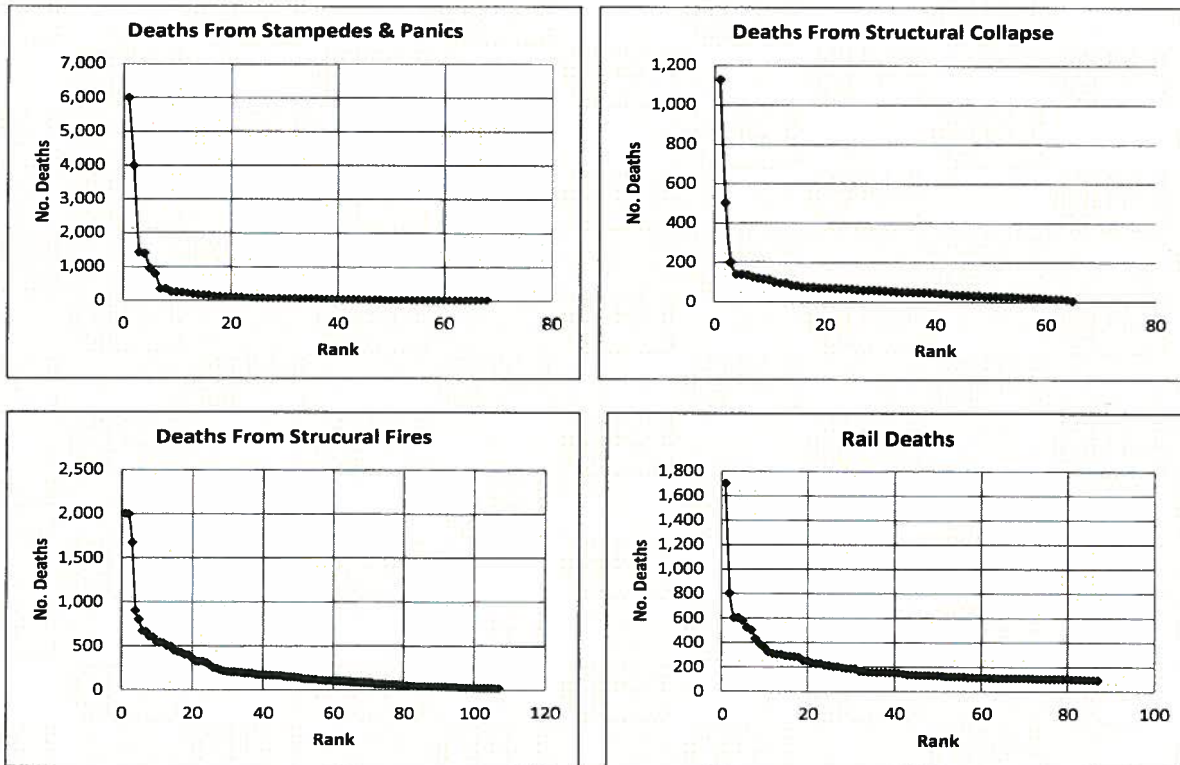 Deaths From Stampedes & Panics
7,000
6,000
5,000
4,000
3,000
2,000
1,000
0
No. Deaths
0 20 40 60 80
Rank
Deaths From Structural Collapse
1,200
1,000
800
600
400
200
0
No. Deaths
0 20 40 60 80
Rank
Deaths From Strucural Fires
2,500
2,000
1,500
1,000
500
0
No. Deaths
0 20 40 60 80 100 120
Rank
Rail Deaths
1,800
1,600
1,400
1,200
1,000
800
600
400
200
0
No. Deaths
0 20 40 60 80 100
Rank